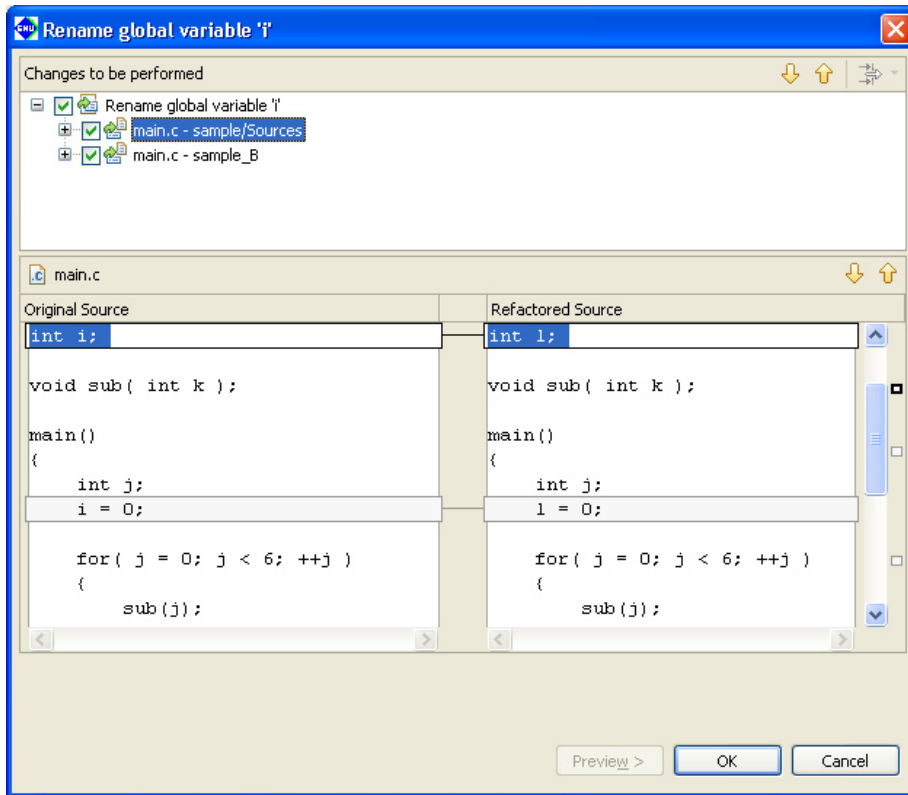 GNU
Rename global variable 'i'
Changes to be performed
Rename global variable 'i'
main.c - sample/Sources
main.c - sample_B
.c main.c
Original Source
Refactored Source
int i;
void sub( int k );
main()
{
int j;
i = 0;
for( j = 0; j < 6; ++j )
{
sub(j);
int l;
void sub( int k );
main()
{
int j;
l = 0;
for( j = 0; j < 6; ++j )
{
sub(j);
Preview >
OK
Cancel